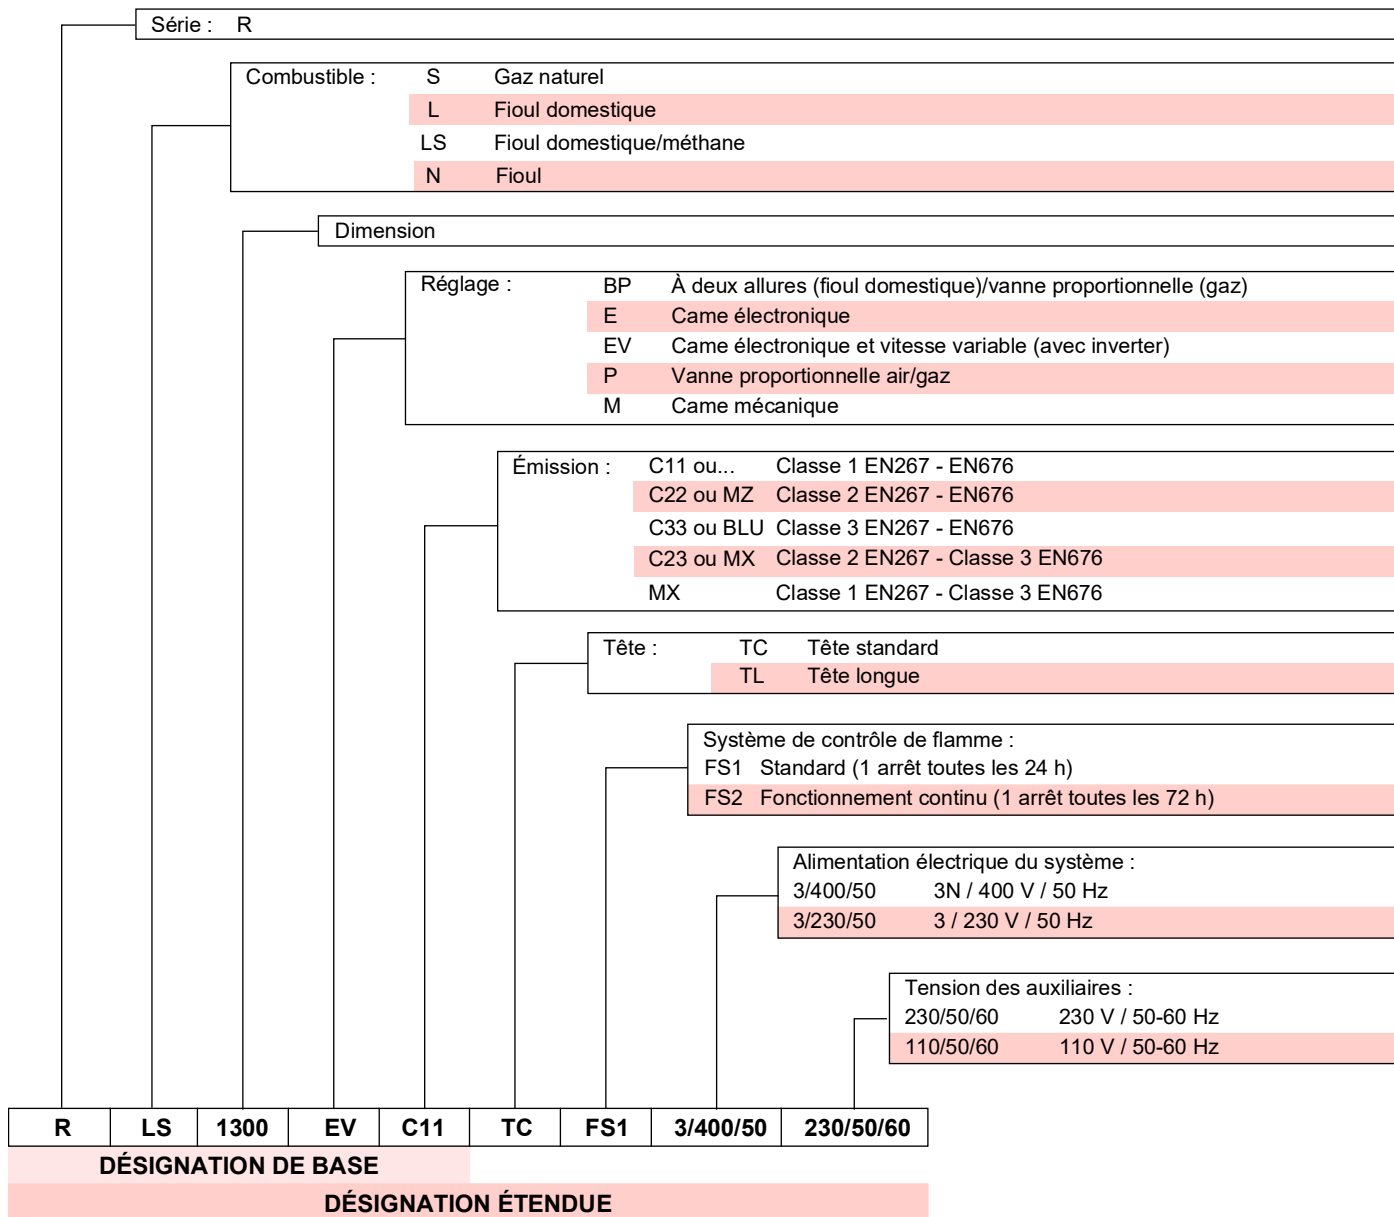 Série : R
Combustible : S Gaz naturel
L Fioul domestique
LS Fioul domestique/méthane
N Fioul
Dimension
Réglage : BP À deux allures (fioul domestique)/vanne proportionnelle (gaz)
E Came électronique
EV Came électronique et vitesse variable (avec inverter)
P Vanne proportionnelle air/gaz
M Came mécanique
Émission : C11 ou... Classe 1 EN267 - EN676
C22 ou MZ Classe 2 EN267 - EN676
C33 ou BLU Classe 3 EN267 - EN676
C23 ou MX Classe 2 EN267 - Classe 3 EN676
MX Classe 1 EN267 - Classe 3 EN676
Tête : TC Tête standard
TL Tête longue
Système de contrôle de flamme :
FS1 Standard (1 arrêt toutes les 24 h)
FS2 Fonctionnement continu (1 arrêt toutes les 72 h)
Alimentation électrique du système :
3/400/50 3N / 400 V / 50 Hz
3/230/50 3 / 230 V / 50 Hz
Tension des auxiliaires :
230/50/60 230 V / 50-60 Hz
110/50/60 110 V / 50-60 Hz
R LS 1300 EV C11 TC FS1 3/400/50 230/50/60
DÉSIGNATION DE BASE
DÉSIGNATION ÉTENDUE